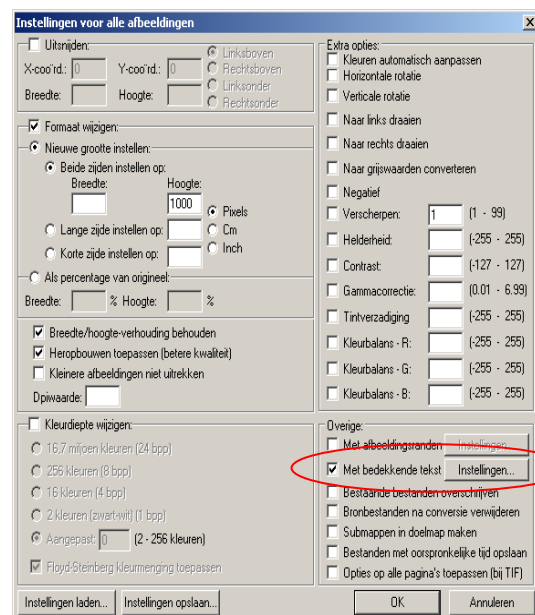 Instellingen voor alle afbeeldingen
Uitsnijden:
X-coo¨rd.: 0 Y-coo¨rd.: 0
Breedte: Hoogte:
Linksboven
Rechtsboven
Linksonder
Rechtsonder
Formaat wijzigen:
Nieuwe grootte instellen:
Beide zijden instellen op:
Breedte: Hoogte:
1000
Lange zijde instellen op:
Korte zijde instellen op:
Pixels
Cm
Inch
Als percentage van origineel:
Breedte: % Hoogte: %
Breedte/hoogte-verhouding behouden
Heropbouwen toepassen (betere kwaliteit)
Kleinere afbeeldingen niet uitrekken
Dpiwaarde:
Kleurdiepte wijzigen:
16,7 miljoen kleuren (24 bpp)
256 kleuren (8 bpp)
16 kleuren (4 bpp)
2 kleuren (zwart-wit) (1 bpp)
Aangepast: 0 (2 - 256 kleuren)
Floyd-Steinberg kleurmenging toepassen
Extra opties:
Kleuren automatisch aanpassen
Horizontale rotatie
Verticale rotatie
Naar links draaien
Naar rechts draaien
Naar grijswaarden converteren
Negatief
Verscherpen: 1 (1 - 99)
Helderheid: (-255 - 255)
Contrast: (-127 - 127)
Gammacorrectie: (0.01 - 6.99)
Tintverzadiging (-255 - 255)
Kleurbalans - R: (-255 - 255)
Kleurbalans - G: (-255 - 255)
Kleurbalans - B: (-255 - 255)
Overige:
Met afbeeldingsranden Instellingen...
Met bedekkende tekst Instellingen...
Bestaande bestanden overschrijven
Bronbestanden na conversie verwijderen
Submappen in doelmap maken
Bestanden met oorspronkelijke tijd opslaan
Opties op alle pagina's toepassen (bij TIF)
Instellingen laden... Instellingen opslaan... OK Annuleren